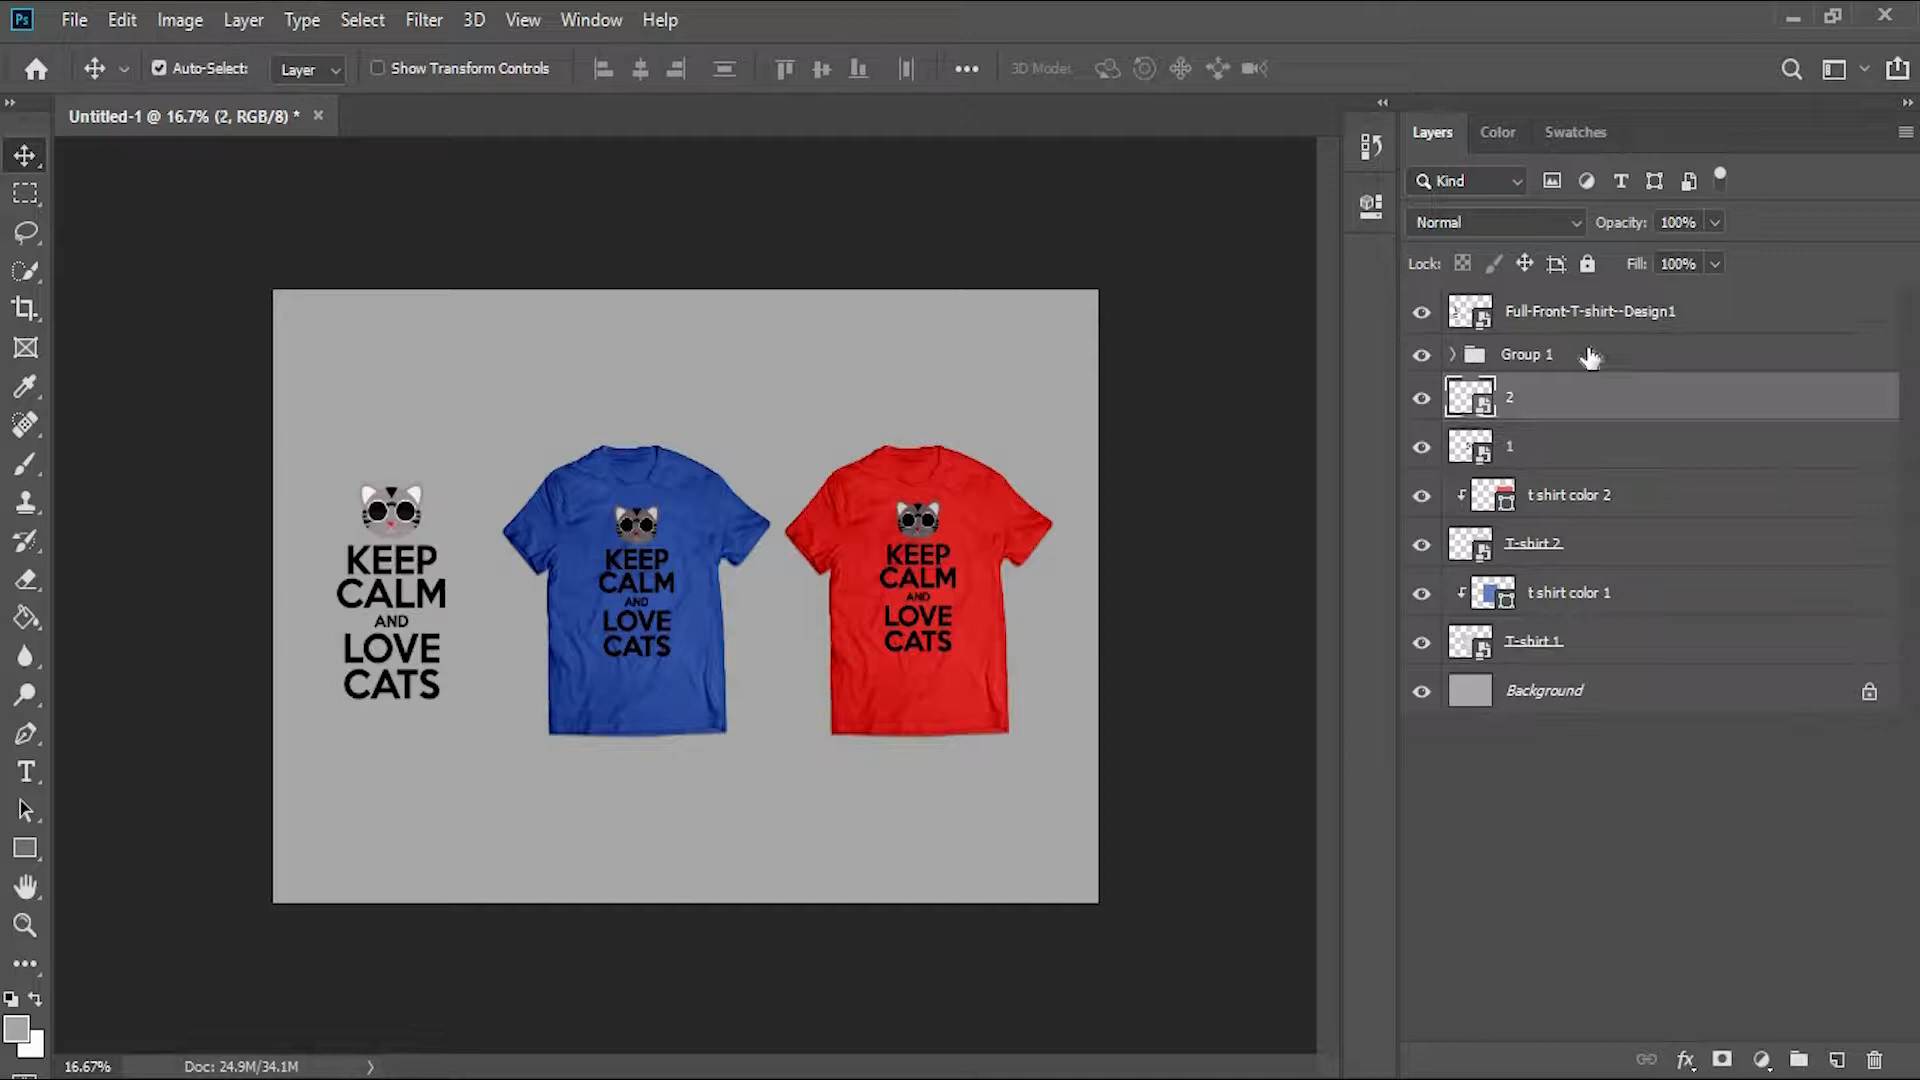 Ps File Edit Image Layer Type Select Filter 3D View Window Help
Auto-Select: Layer Show Transform Controls 3D Mode:
Untitled-1 @ 16.7% (2, RGB/8) *
KEEP
CALM
AND
LOVE
CATS
KEEP
CALM
AND
LOVE
CATS
KEEP
CALM
AND
LOVE
CATS
T
16.67% Doc: 24.9M/34.1M
Layers Color Swatches
Kind T
Normal Opacity: 100%
Lock: Fill: 100%
Full-Front-T-shirt--Design1
Group 1
2
1
t shirt color 2
T-shirt 2
t shirt color 1
T-shirt 1
Background
fx